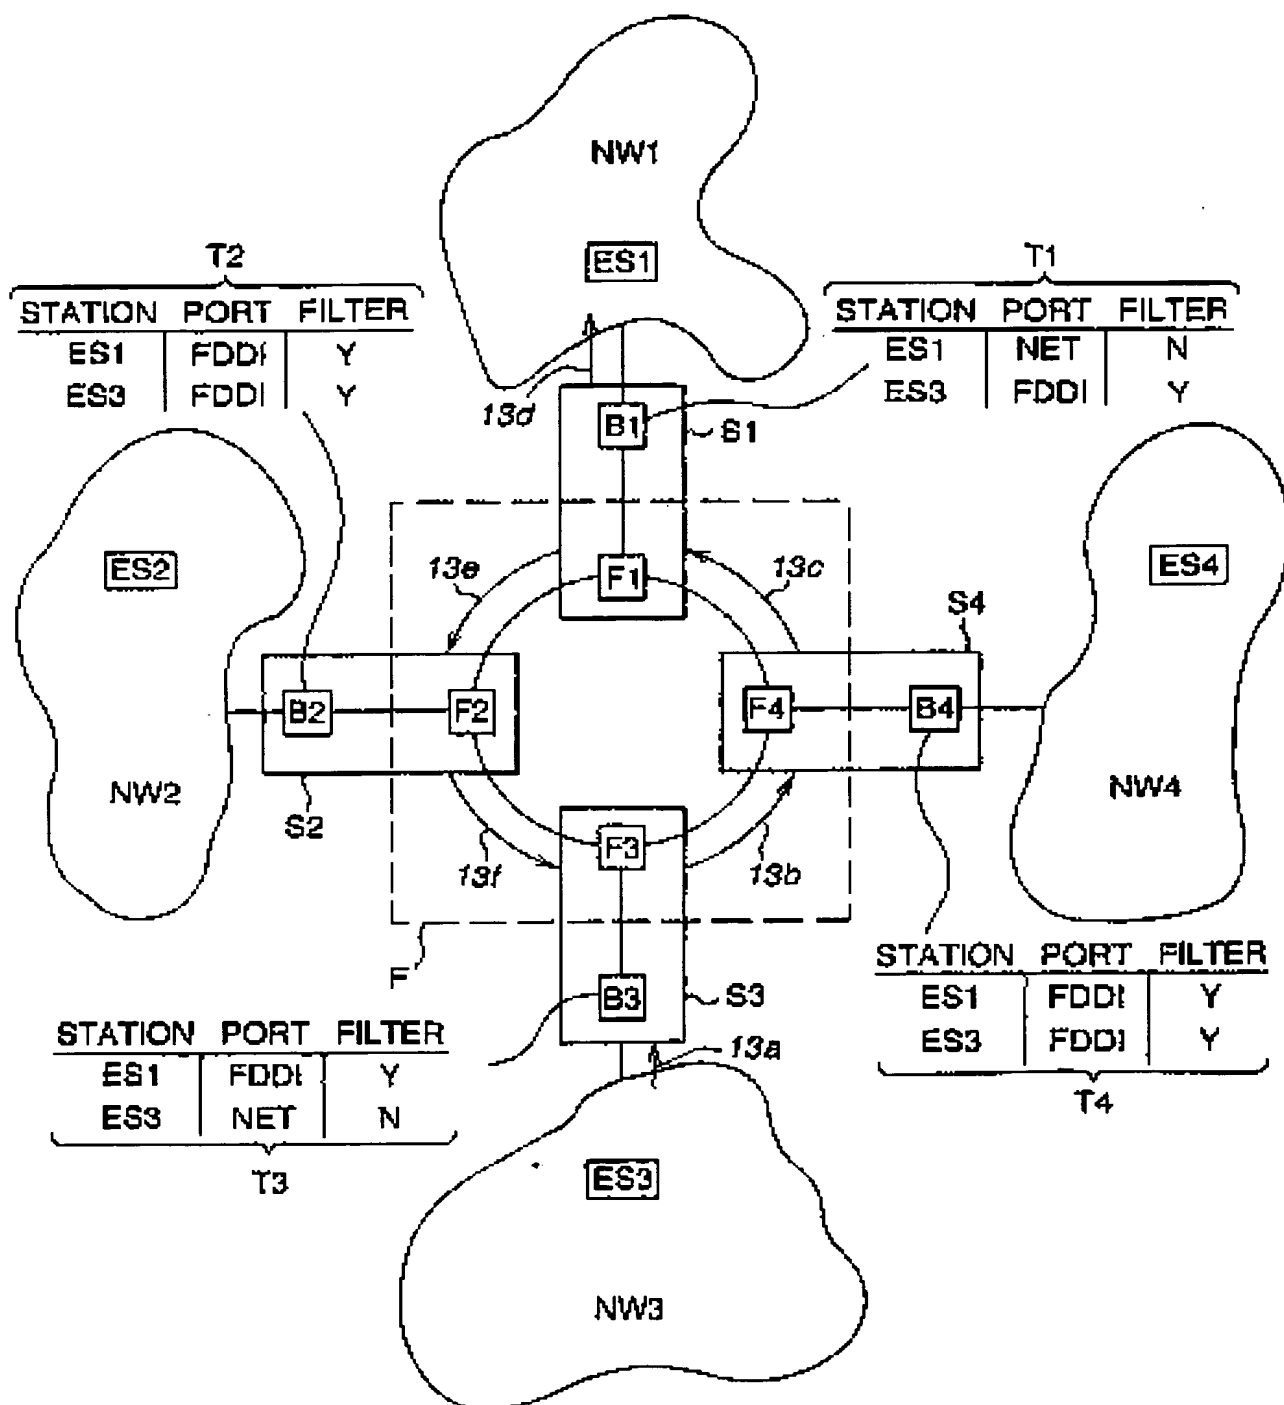 NW1
ES1
T2
STATION PORT FILTER
ES1 FDDI Y
ES3 FDDI Y
T1
STATION PORT FILTER
ES1 NET N
ES3 FDDI Y
13d
B1
S1
ES2
13e
F1
13c
ES4
S4
B2
F2
F4
B4
NW2
S2
NW4
13f
F3
13b
F
B3
S3
13a
STATION PORT FILTER
ES1 FDDI Y
ES3 FDDI Y
T4
STATION PORT FILTER
ES1 FDDI Y
ES3 NET N
T3
ES3
NW3